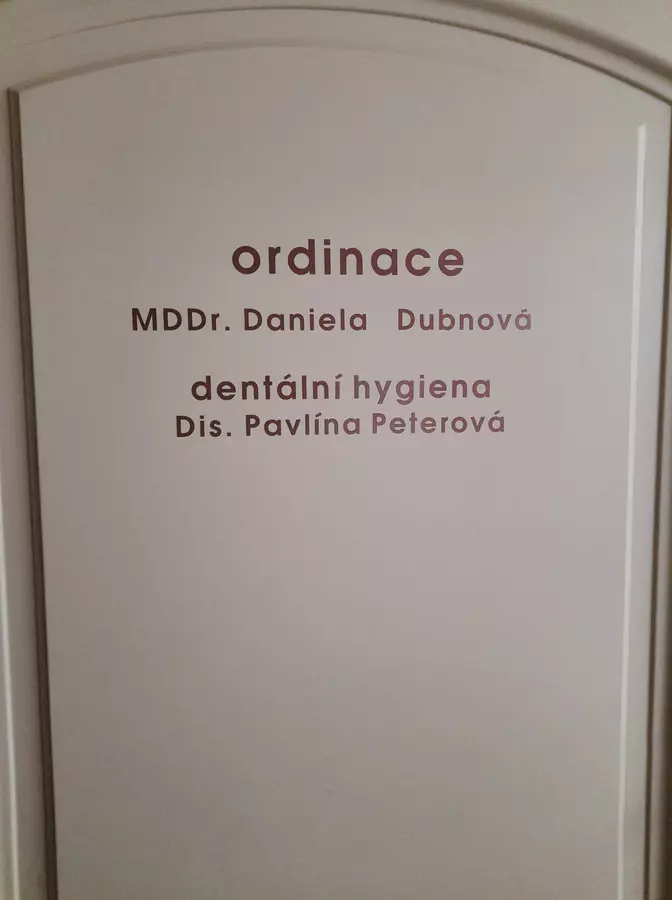 ordinace
MDDr. Daniela Dubnová
dentální hygiena
Dis. Pavlína Peterová